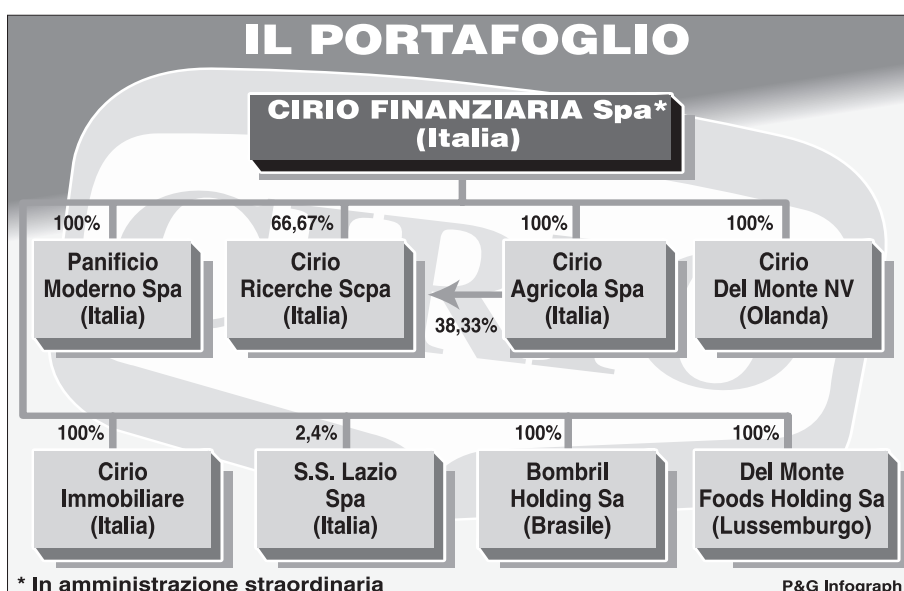 IL PORTAFOGLIO
CIRIO FINANZIARIA Spa*
(Italia)
100%
Panificio
Moderno Spa
(Italia)
66,67%
Cirio
Ricerche Scpa
(Italia)
38,33%
100%
Cirio
Agricola Spa
(Italia)
100%
Cirio
Del Monte NV
(Olanda)
100%
Cirio
Immobiliare
(Italia)
2,4%
S.S. Lazio
Spa
(Italia)
100%
Bombril
Holding Sa
(Brasile)
100%
Del Monte
Foods Holding Sa
(Lussemburgo)
* In amministrazione straordinaria
P&G Infograph
CIRIO